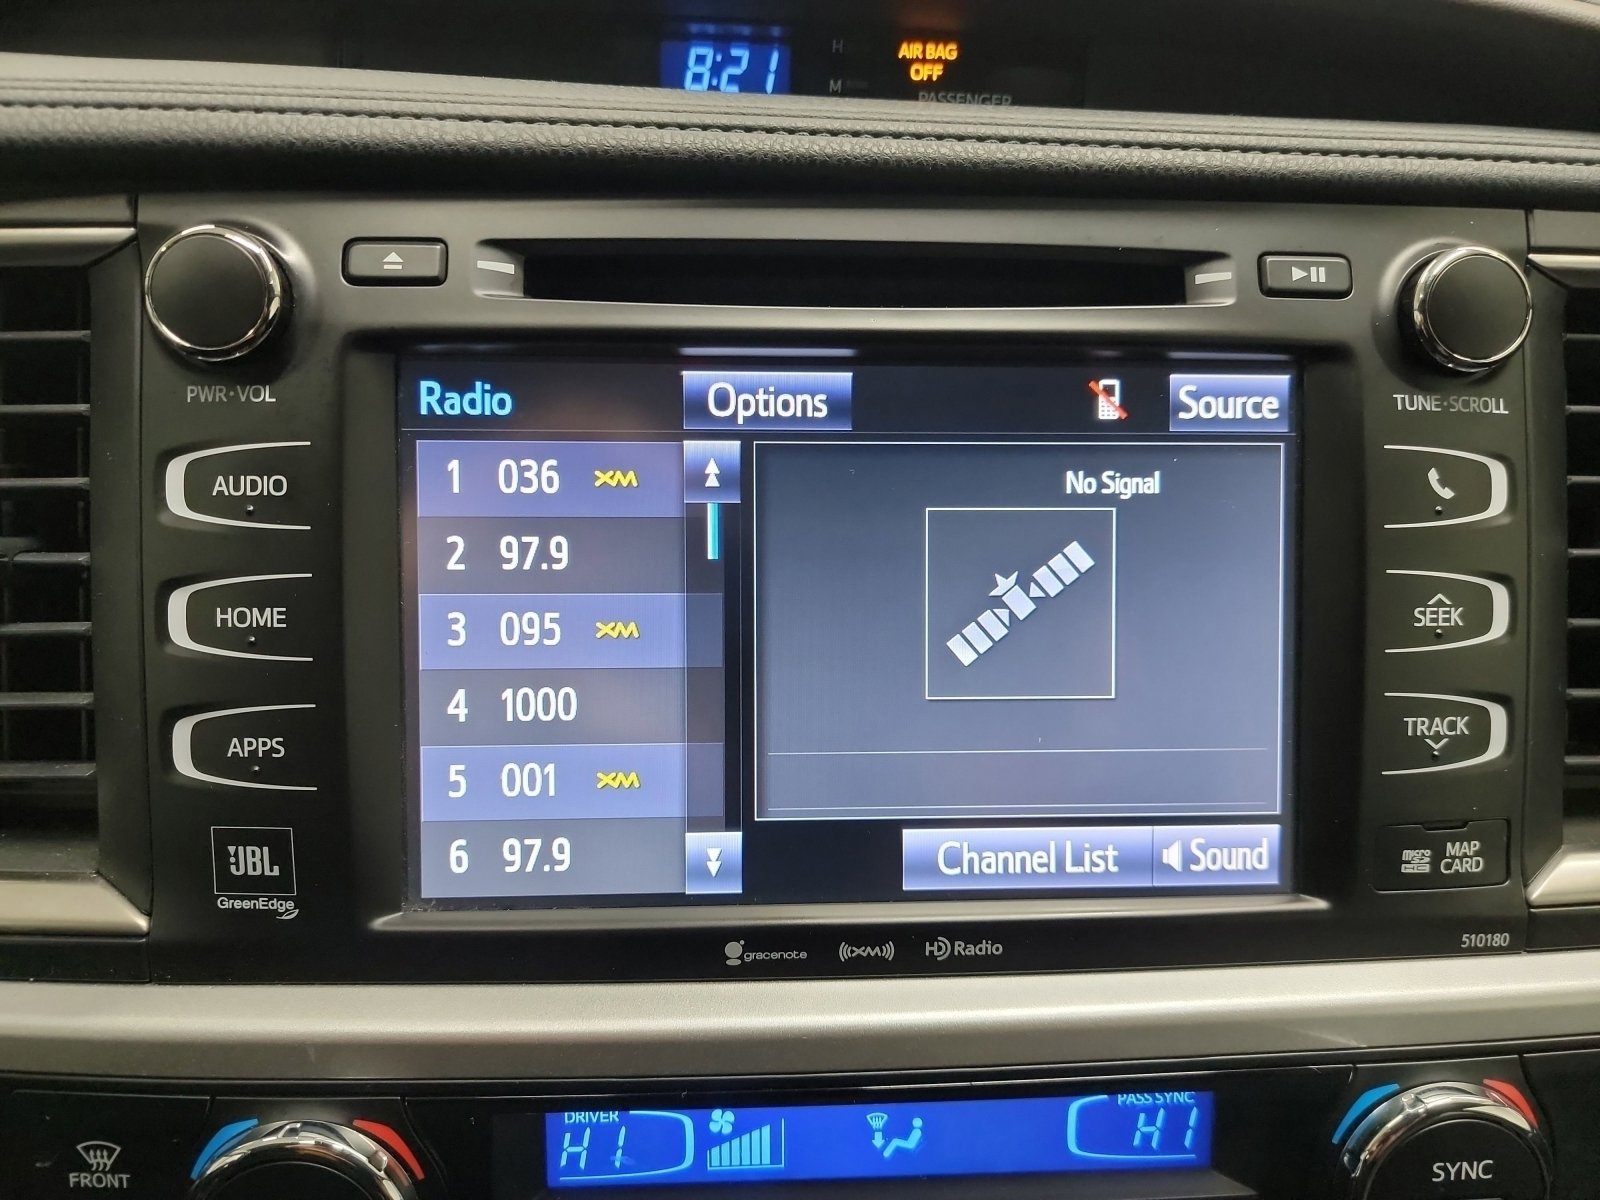 8:21
H
M
AIR BAG
OFF
PASSENGER
PWR·VOL
TUNE·SCROLL
AUDIO
HOME
APPS
JBL
GreenEdge
Radio
Options
Source
1 036 XM
2 97.9
3 095 XM
4 1000
5 001 XM
6 97.9
No Signal
Channel List
Sound
SEEK
TRACK
micro
MAP
CARD
gracenote
((XM))
HD Radio
510180
FRONT
DRIVER
HI
PASS SYNC
HI
SYNC